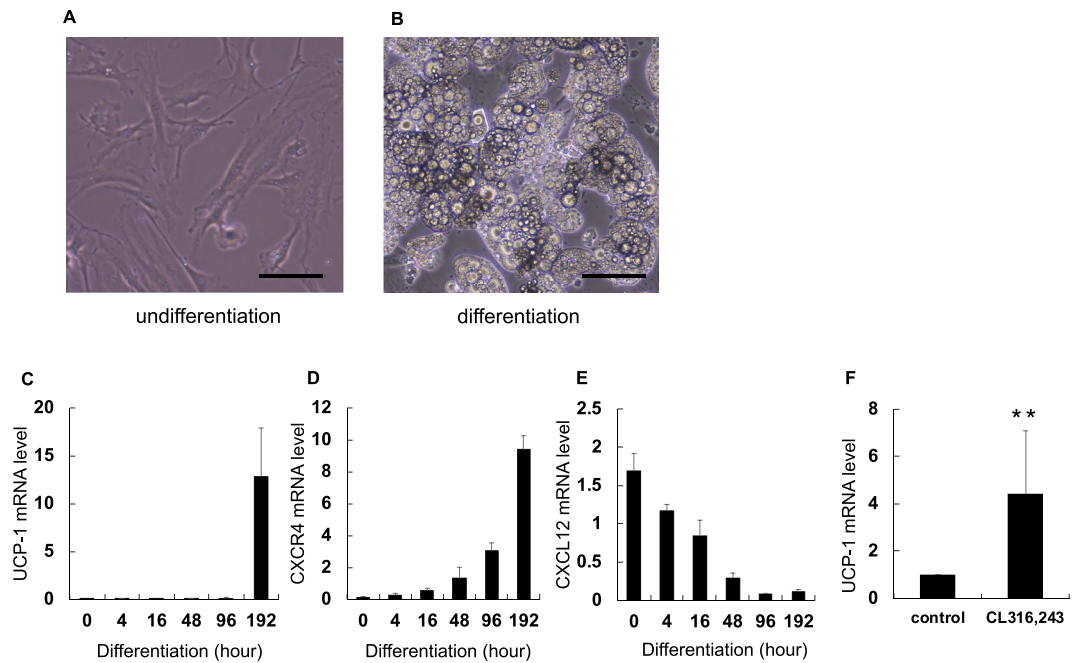 A
B
undifferentiation
differentiation
C
UCP-1 mRNA level
20
15
10
5
0
0 4 16 48 96 192
Differentiation (hour)
D
CXCR4 mRNA level
12
10
8
6
4
2
0
0 4 16 48 96 192
Differentiation (hour)
E
CXCL12 mRNA level
2.5
2
1.5
1
0.5
0
0 4 16 48 96 192
Differentiation (hour)
F
UCP-1 mRNA level
8
6
4
2
0
**
control CL316,243